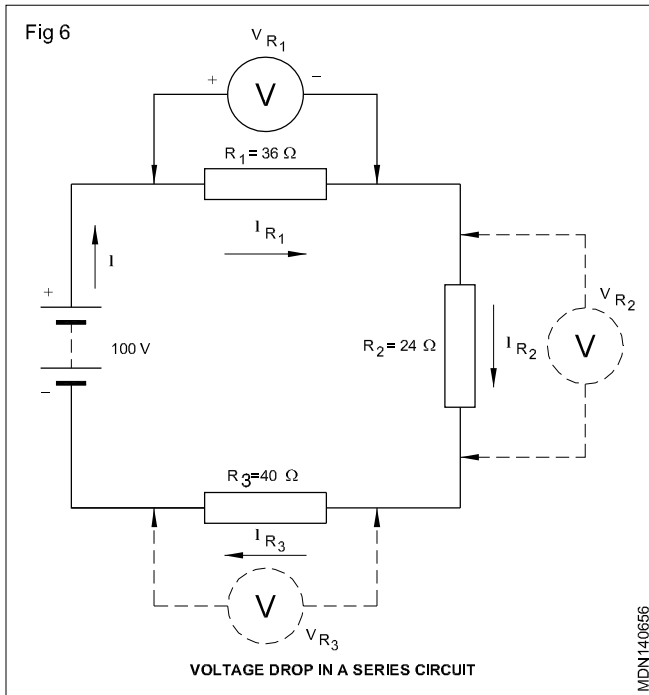 Fig 6
V R1
+ −
V
R1 = 36 Ω
I R1
I
+
100 V
−
R2 = 24 Ω
I R2
V R2
V
R3=40 Ω
I R3
V
V R3
VOLTAGE DROP IN A SERIES CIRCUIT
MDN140656